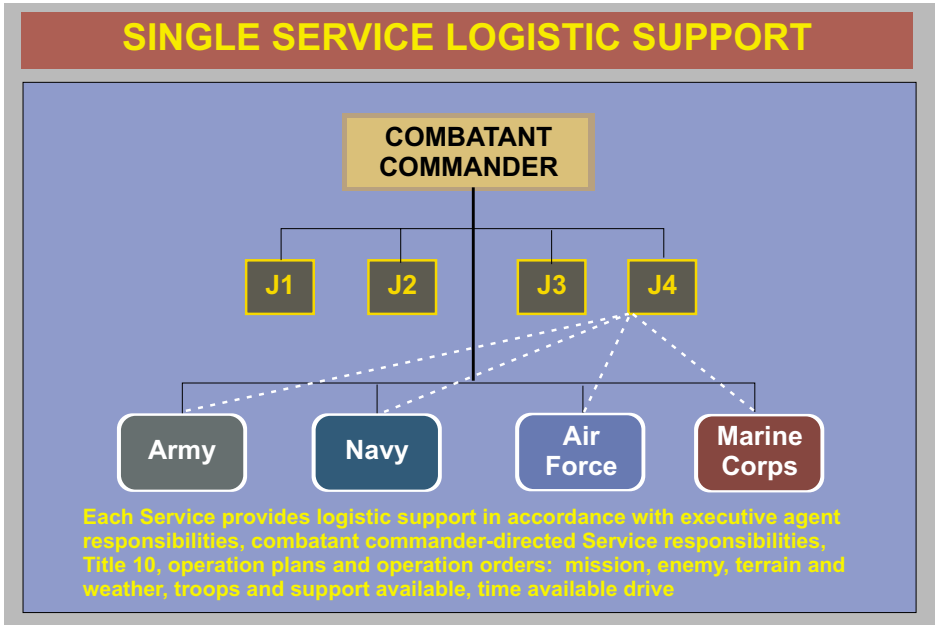 SINGLE SERVICE LOGISTIC SUPPORT
COMBATANT
COMMANDER
J1
J2
J3
J4
Army
Navy
Air
Force
Marine
Corps
Each Service provides logistic support in accordance with executive agent
responsibilities, combatant commander-directed Service responsibilities,
Title 10, operation plans and operation orders: mission, enemy, terrain and
weather, troops and support available, time available drive